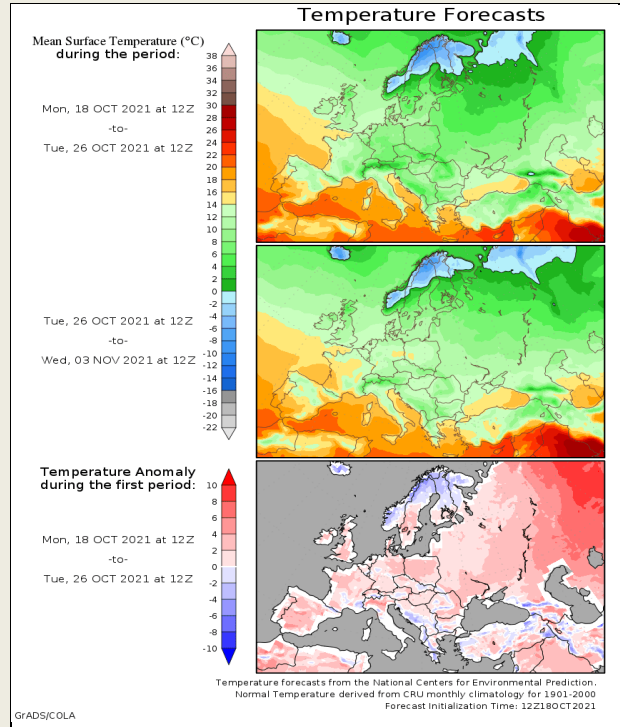 Temperature Forecasts
Mean Surface Temperature (°C)
during the period:
Mon, 18 OCT 2021 at 12Z
-to-
Tue, 26 OCT 2021 at 12Z
38
36
34
32
30
28
26
24
22
20
18
16
14
12
10
8
6
4
2
0
-2
-4
-6
-8
-10
-12
-14
-16
-18
-20
-22
Tue, 26 OCT 2021 at 12Z
-to-
Wed, 03 NOV 2021 at 12Z
Temperature Anomaly
during the first period:
Mon, 18 OCT 2021 at 12Z
-to-
Tue, 26 OCT 2021 at 12Z
10
8
6
4
2
0
-2
-4
-6
-8
-10
Temperature forecasts from the National Centers for Environmental Prediction.
Normal Temperature derived from CRU monthly climatology for 1901-2000
Forecast Initialization Time: 12Z18OCT2021
GrADS/COLA